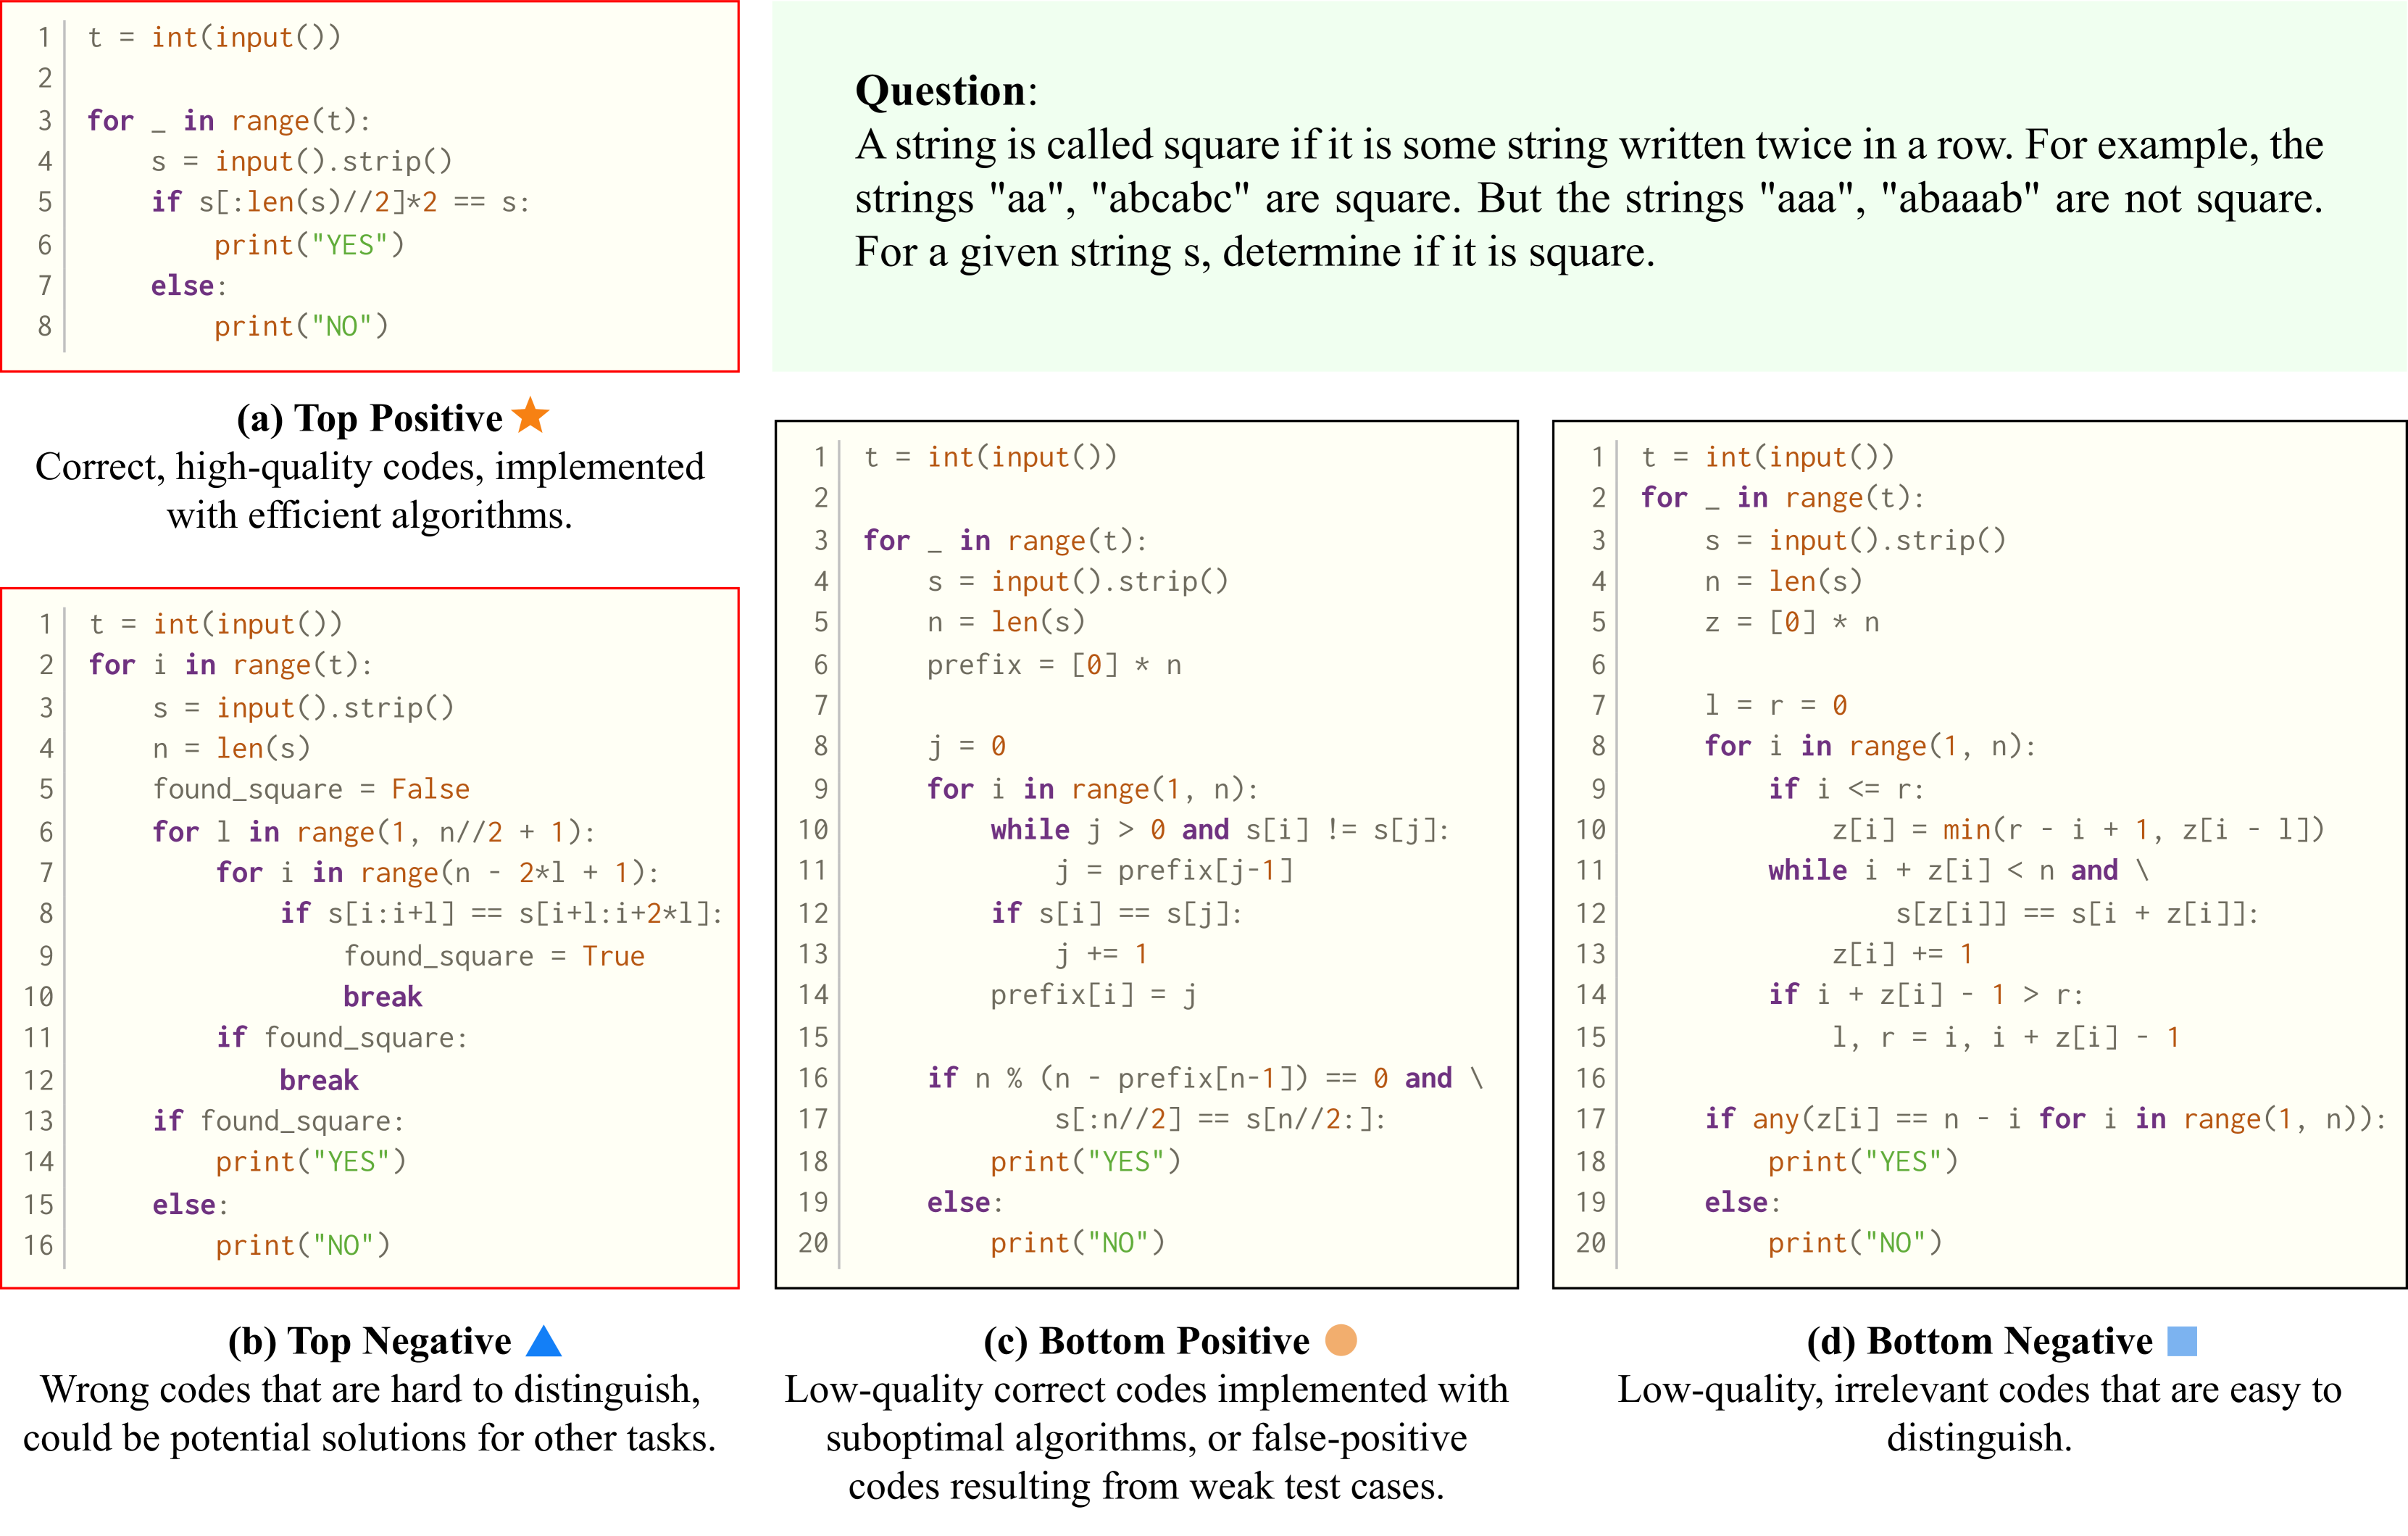 1 t = int(input())
2
3 for _ in range(t):
4     s = input().strip()
5     if s[:len(s)//2]*2 == s:
6         print("YES")
7     else:
8         print("NO")
(a) Top Positive
Correct, high-quality codes, implemented
with efficient algorithms.
Question:
A string is called square if it is some string written twice in a row. For example, the
strings "aa", "abcabc" are square. But the strings "aaa", "abaaab" are not square.
For a given string s, determine if it is square.
1 t = int(input())
2 for i in range(t):
3     s = input().strip()
4     n = len(s)
5     found_square = False
6     for l in range(1, n//2 + 1):
7         for i in range(n - 2*l + 1):
8             if s[i:i+l] == s[i+l:i+2*l]:
9                 found_square = True
10                 break
11         if found_square:
12             break
13     if found_square:
14         print("YES")
15     else:
16         print("NO")
(b) Top Negative
Wrong codes that are hard to distinguish,
could be potential solutions for other tasks.
1 t = int(input())
2
3 for _ in range(t):
4     s = input().strip()
5     n = len(s)
6     prefix = [0] * n
7
8     j = 0
9     for i in range(1, n):
10         while j > 0 and s[i] != s[j]:
11             j = prefix[j-1]
12         if s[i] == s[j]:
13             j += 1
14         prefix[i] = j
15
16     if n % (n - prefix[n-1]) == 0 and \
17             s[:n//2] == s[n//2:]:
18         print("YES")
19     else:
20         print("NO")
(c) Bottom Positive
Low-quality correct codes implemented with
suboptimal algorithms, or false-positive
codes resulting from weak test cases.
1 t = int(input())
2 for _ in range(t):
3     s = input().strip()
4     n = len(s)
5     z = [0] * n
6
7     l = r = 0
8     for i in range(1, n):
9         if i <= r:
10             z[i] = min(r - i + 1, z[i - l])
11         while i + z[i] < n and \
12                 s[z[i]] == s[i + z[i]]:
13             z[i] += 1
14         if i + z[i] - 1 > r:
15             l, r = i, i + z[i] - 1
16
17     if any(z[i] == n - i for i in range(1, n)):
18         print("YES")
19     else:
20         print("NO")
(d) Bottom Negative
Low-quality, irrelevant codes that are easy to
distinguish.